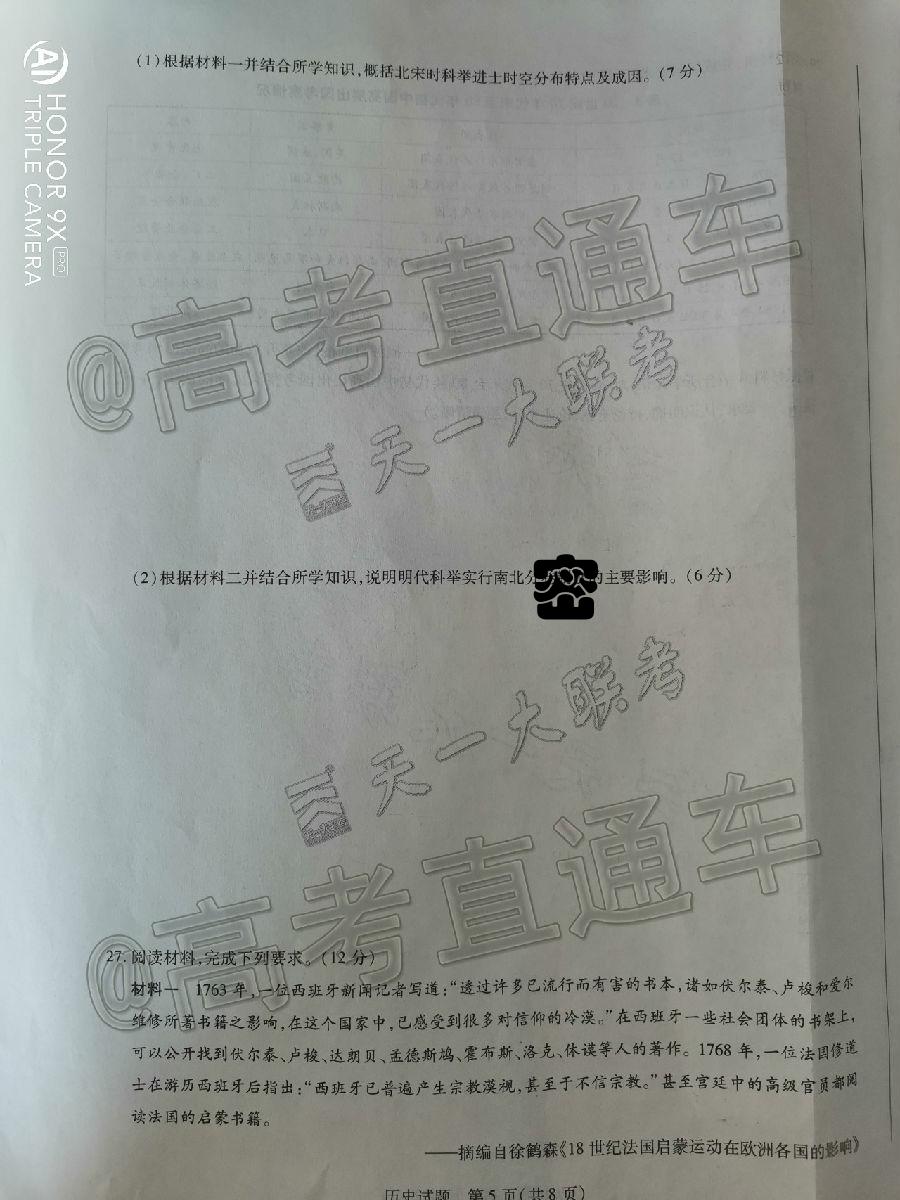 AI HONOR 9X PRO
TRIPLE CAMERA
(1)根据材料一并结合所学知识,概括北宋时科举进士时空分布特点及成因。(7分)
@高考直通车
天一大联考
(2)根据材料二并结合所学知识,说明明代科举实行南北分 的主要影响。(6分)
天一大联考
@高考直通车
27.阅读材料,完成下列要求。(12分)
材料一 1763年,一位西班牙新闻记者写道:“透过许多已流行而有害的书本,诸如伏尔泰、卢梭和爱尔
维修所著书籍之影响,在这个国家中,已感受到很多对信仰的冷漠。”在西班牙一些社会团体的书架上,
可以公开找到伏尔泰、卢梭、达朗贝、孟德斯鸠、霍布斯、洛克、休谟等人的著作。1768年,一位法国修道
士在游历西班牙后指出:“西班牙已普遍产生宗教漠视,甚至于不信宗教。”甚至宫廷中的高级官员都阅
读法国的启蒙书籍。
——摘编自徐鹤森《18世纪法国启蒙运动在欧洲各国的影响》
历史试题 第5页(共8页)